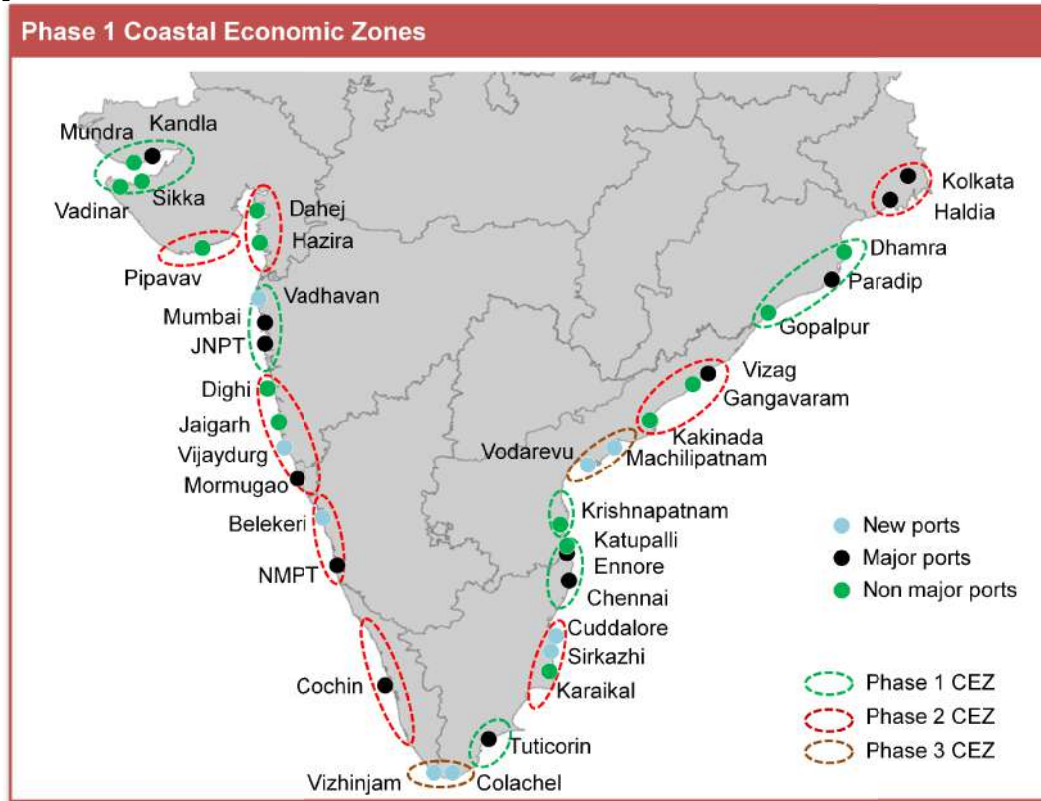 Phase 1 Coastal Economic Zones
Mundra
Kandla
Vadinar
Sikka
Pipavav
Dahej
Hazira
Vadhavan
Mumbai
JNPT
Dighi
Jaigarh
Vijaydurg
Mormugao
Belekeri
NMPT
Cochin
Vizhinjam
Colachel
Tuticorin
Kolkata
Haldia
Dhamra
Paradip
Gopalpur
Vizag
Gangavaram
Kakinada
Vodarevu
Machilipatnam
Krishnapatnam
Katupalli
Ennore
Chennai
Cuddalore
Sirkazhi
Karaikal
New ports
Major ports
Non major ports
Phase 1 CEZ
Phase 2 CEZ
Phase 3 CEZ